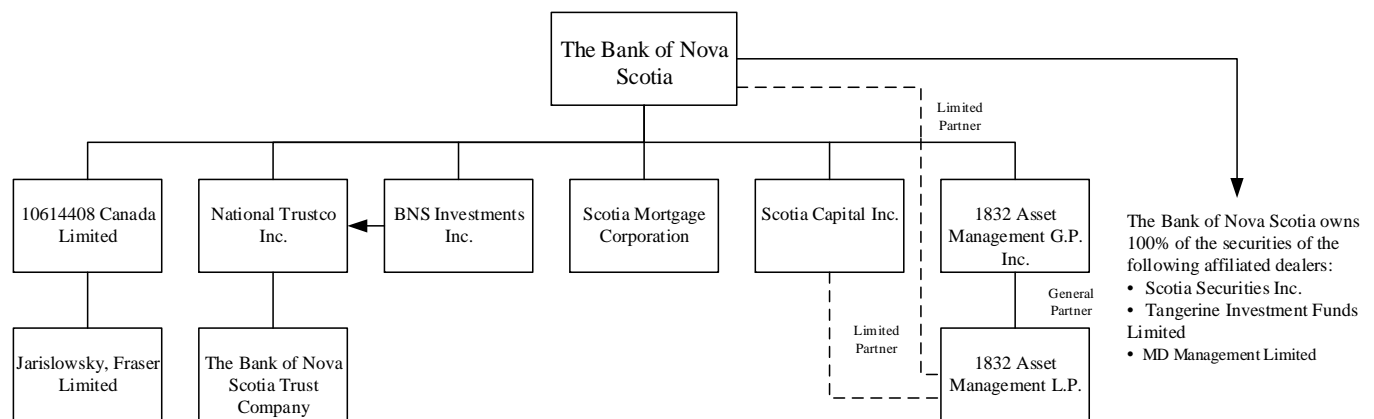 The Bank of Nova
Scotia
Limited
Partner
10614408 Canada
Limited
National Trustco
Inc.
BNS Investments
Inc.
Scotia Mortgage
Corporation
Scotia Capital Inc.
1832 Asset
Management G.P.
Inc.
The Bank of Nova Scotia owns
100% of the securities of the
following affiliated dealers:
• Scotia Securities Inc.
• Tangerine Investment Funds
Limited
• MD Management Limited
General
Partner
Limited
Partner
Jarislowsky, Fraser
Limited
The Bank of Nova
Scotia Trust
Company
1832 Asset
Management L.P.